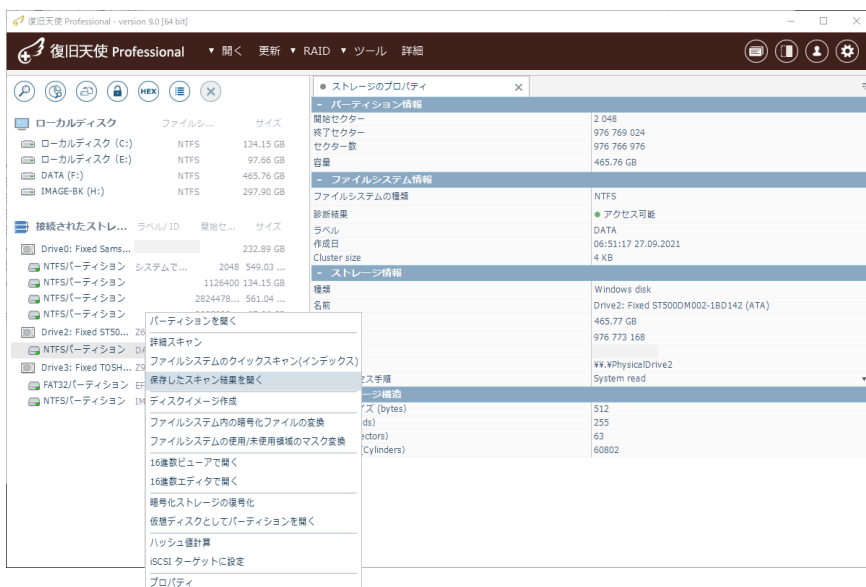 復旧天使 Professional - version 9.0 [64 bit]
復旧天使 Professional ▼ 開く 更新 ▼ RAID ▼ ツール 詳細
HEX
ストレージのプロパティ
ローカルディスク ファイルシ... サイズ
ローカルディスク (C:) NTFS 134.15 GB
ローカルディスク (E:) NTFS 97.66 GB
DATA (F:) NTFS 465.76 GB
IMAGE-BK (H:) NTFS 297.90 GB
接続されたストレ... ラベル/ ID 開始セ... サイズ
Drive0: Fixed Sams... 232.89 GB
NTFSパーティション システムで... 2048 549.03 ...
NTFSパーティション 1126400 134.15 GB
NTFSパーティション 2824478... 561.04 ...
NTFSパーティション
Drive2: Fixed ST50... Z6
NTFSパーティション DA
Drive3: Fixed TOSH... Z9
FAT32パーティション EF
NTFSパーティション IM
パーティションを開く
詳細スキャン
ファイルシステムのクイックスキャン(インデックス)
保存したスキャン結果を開く
ディスクイメージ作成
ファイルシステム内の暗号化ファイルの変換
ファイルシステムの使用/未使用領域のマスク変換
16進数ビューアで開く
16進数エディタで開く
暗号化ストレージの復号化
仮想ディスクとしてパーティションを開く
ハッシュ値計算
iSCSI ターゲットに設定
プロパティ
− パーティション情報
開始セクター 2 048
終了セクター 976 769 024
セクター数 976 766 976
容量 465.76 GB
− ファイルシステム情報
ファイルシステムの種類 NTFS
診断結果 アクセス可能
ラベル DATA
作成日 06:51:17 27.09.2021
Cluster size 4 KB
− ストレージ情報
種類 Windows disk
名前 Drive2: Fixed ST500DM002-1BD142 (ATA)
465.77 GB
976 773 168
¥¥.¥PhysicalDrive2
セス手順 System read
ージ構造
イズ (bytes) 512
ds) 255
ectors) 63
(Cylinders) 60802